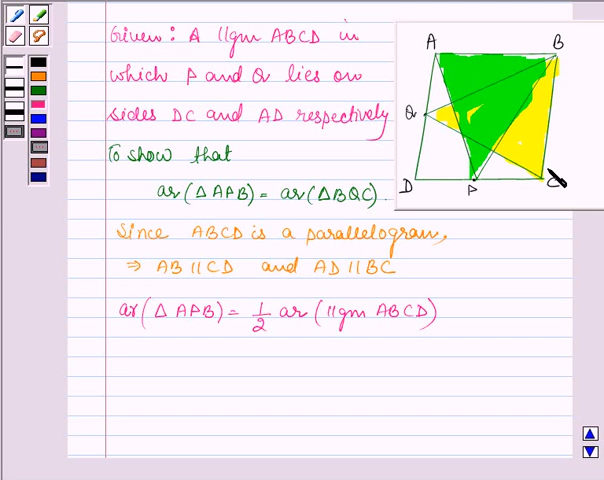 Given: A ||gm ABCD in
which P and Q lies on
sides DC and AD respectively
To show that
ar(△APB) = ar(△BQC).
Since ABCD is a parallelogram,
⇒ AB||CD and AD||BC
ar(△APB) = 1/2 ar(||gm ABCD)
A B
Q
D P C